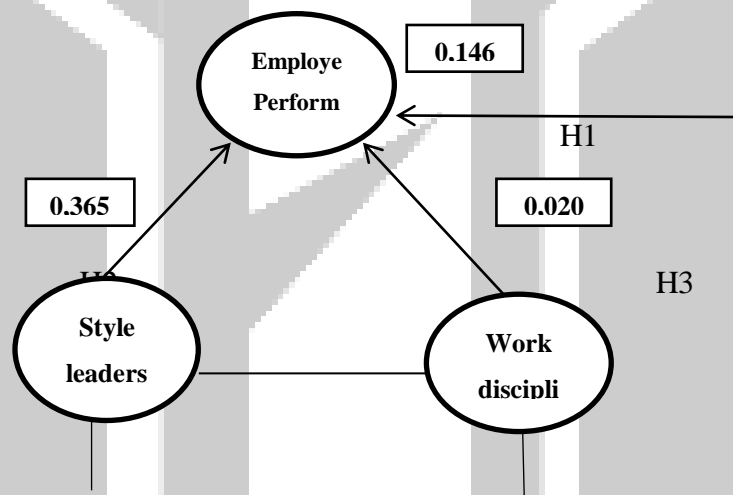 Employe
Perform
0.146
H1
0.365
0.020
H3
Style
leaders
Work
discipli